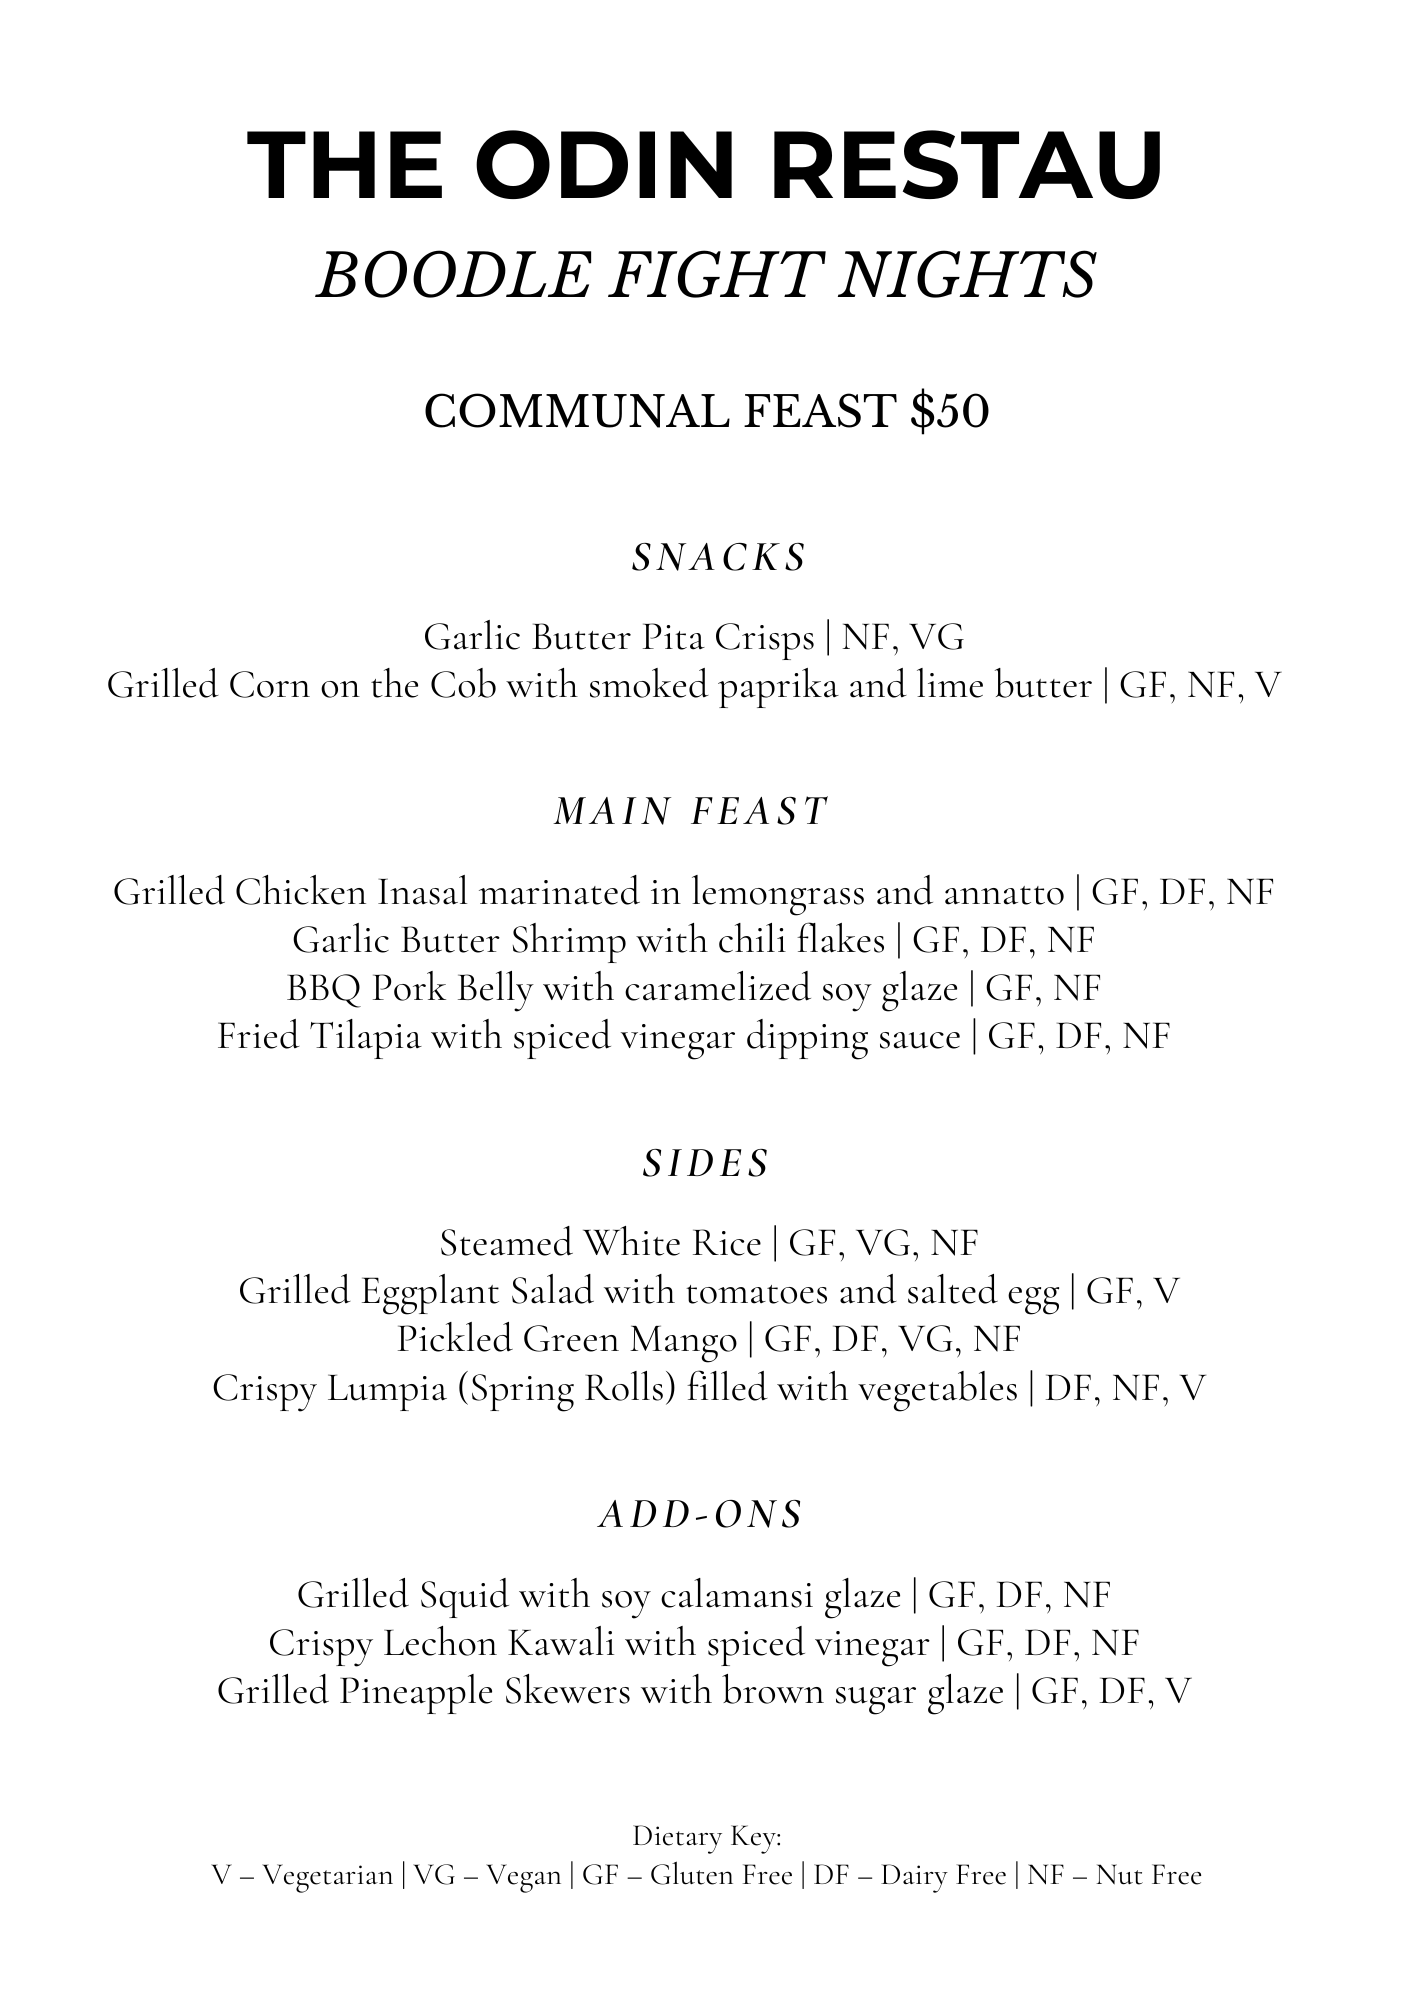 THE ODIN RESTAU
BOODLE FIGHT NIGHTS
COMMUNAL FEAST $50
SNACKS
Garlic Butter Pita Crisps | NF, VG
Grilled Corn on the Cob with smoked paprika and lime butter | GF, NF, V
MAIN FEAST
Grilled Chicken Inasal marinated in lemongrass and annatto | GF, DF, NF
Garlic Butter Shrimp with chili flakes | GF, DF, NF
BBQ Pork Belly with caramelized soy glaze | GF, NF
Fried Tilapia with spiced vinegar dipping sauce | GF, DF, NF
SIDES
Steamed White Rice | GF, VG, NF
Grilled Eggplant Salad with tomatoes and salted egg | GF, V
Pickled Green Mango | GF, DF, VG, NF
Crispy Lumpia (Spring Rolls) filled with vegetables | DF, NF, V
ADD-ONS
Grilled Squid with soy calamansi glaze | GF, DF, NF
Crispy Lechon Kawali with spiced vinegar | GF, DF, NF
Grilled Pineapple Skewers with brown sugar glaze | GF, DF, V
Dietary Key:
V – Vegetarian | VG – Vegan | GF – Gluten Free | DF – Dairy Free | NF – Nut Free